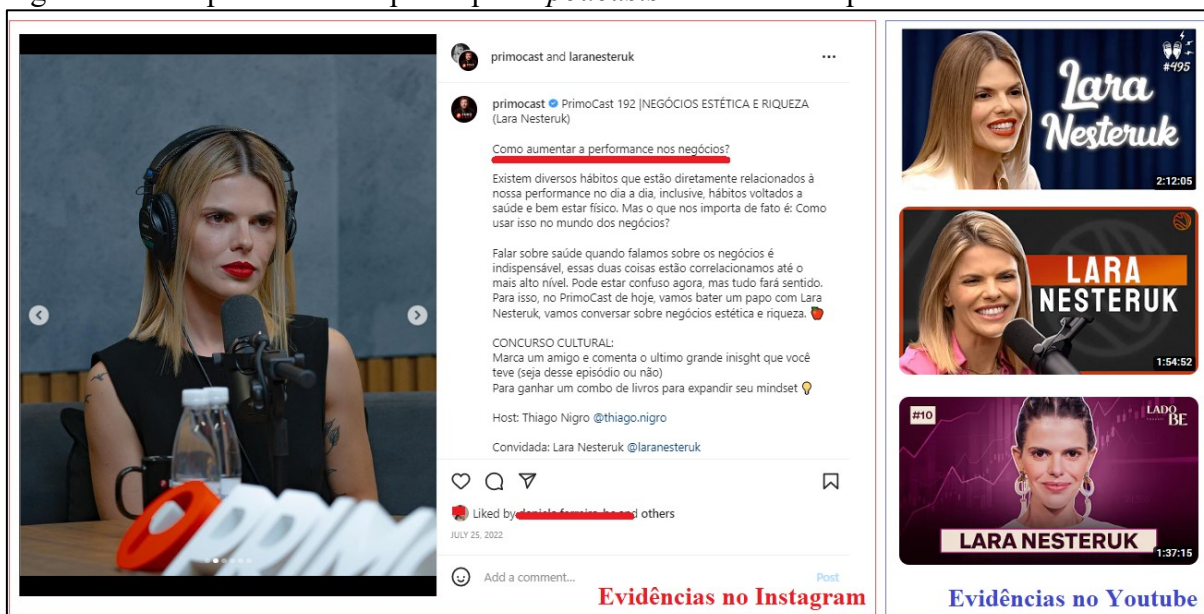 podcasts
primocast and laranesteruk
primocast PrimoCast 192 |NEGÓCIOS ESTÉTICA E RIQUEZA
(Lara Nesteruk)
Como aumentar a performance nos negócios?
Existem diversos hábitos que estão diretamente relacionados à
nossa performance no dia a dia, inclusive, hábitos voltados a
saúde e bem estar físico. Mas o que nos importa de fato é: Como
usar isso no mundo dos negócios?
Falar sobre saúde quando falamos sobre os negócios é
indispensável, essas duas coisas estão correlacionamos até o
mais alto nível. Pode estar confuso agora, mas tudo fará sentido.
Para isso, no PrimoCast de hoje, vamos bater um papo com Lara
Nesteruk, vamos conversar sobre negócios estética e riqueza.
CONCURSO CULTURAL:
Marca um amigo e comenta o ultimo grande inisght que você
teve (seja desse episódio ou não)
Para ganhar um combo de livros para expandir seu mindset
Host: Thiago Nigro @thiago.nigro
Convidada: Lara Nesteruk @laranesteruk
Liked by and others
JULY 25, 2022
Add a comment... Post
Evidências no Instagram
#495
Lara
Nesteruk
2:12:05
LARA
NESTERUK
1:54:52
#10
LADO
BE
LARA NESTERUK
1:37:15
Evidências no Youtube